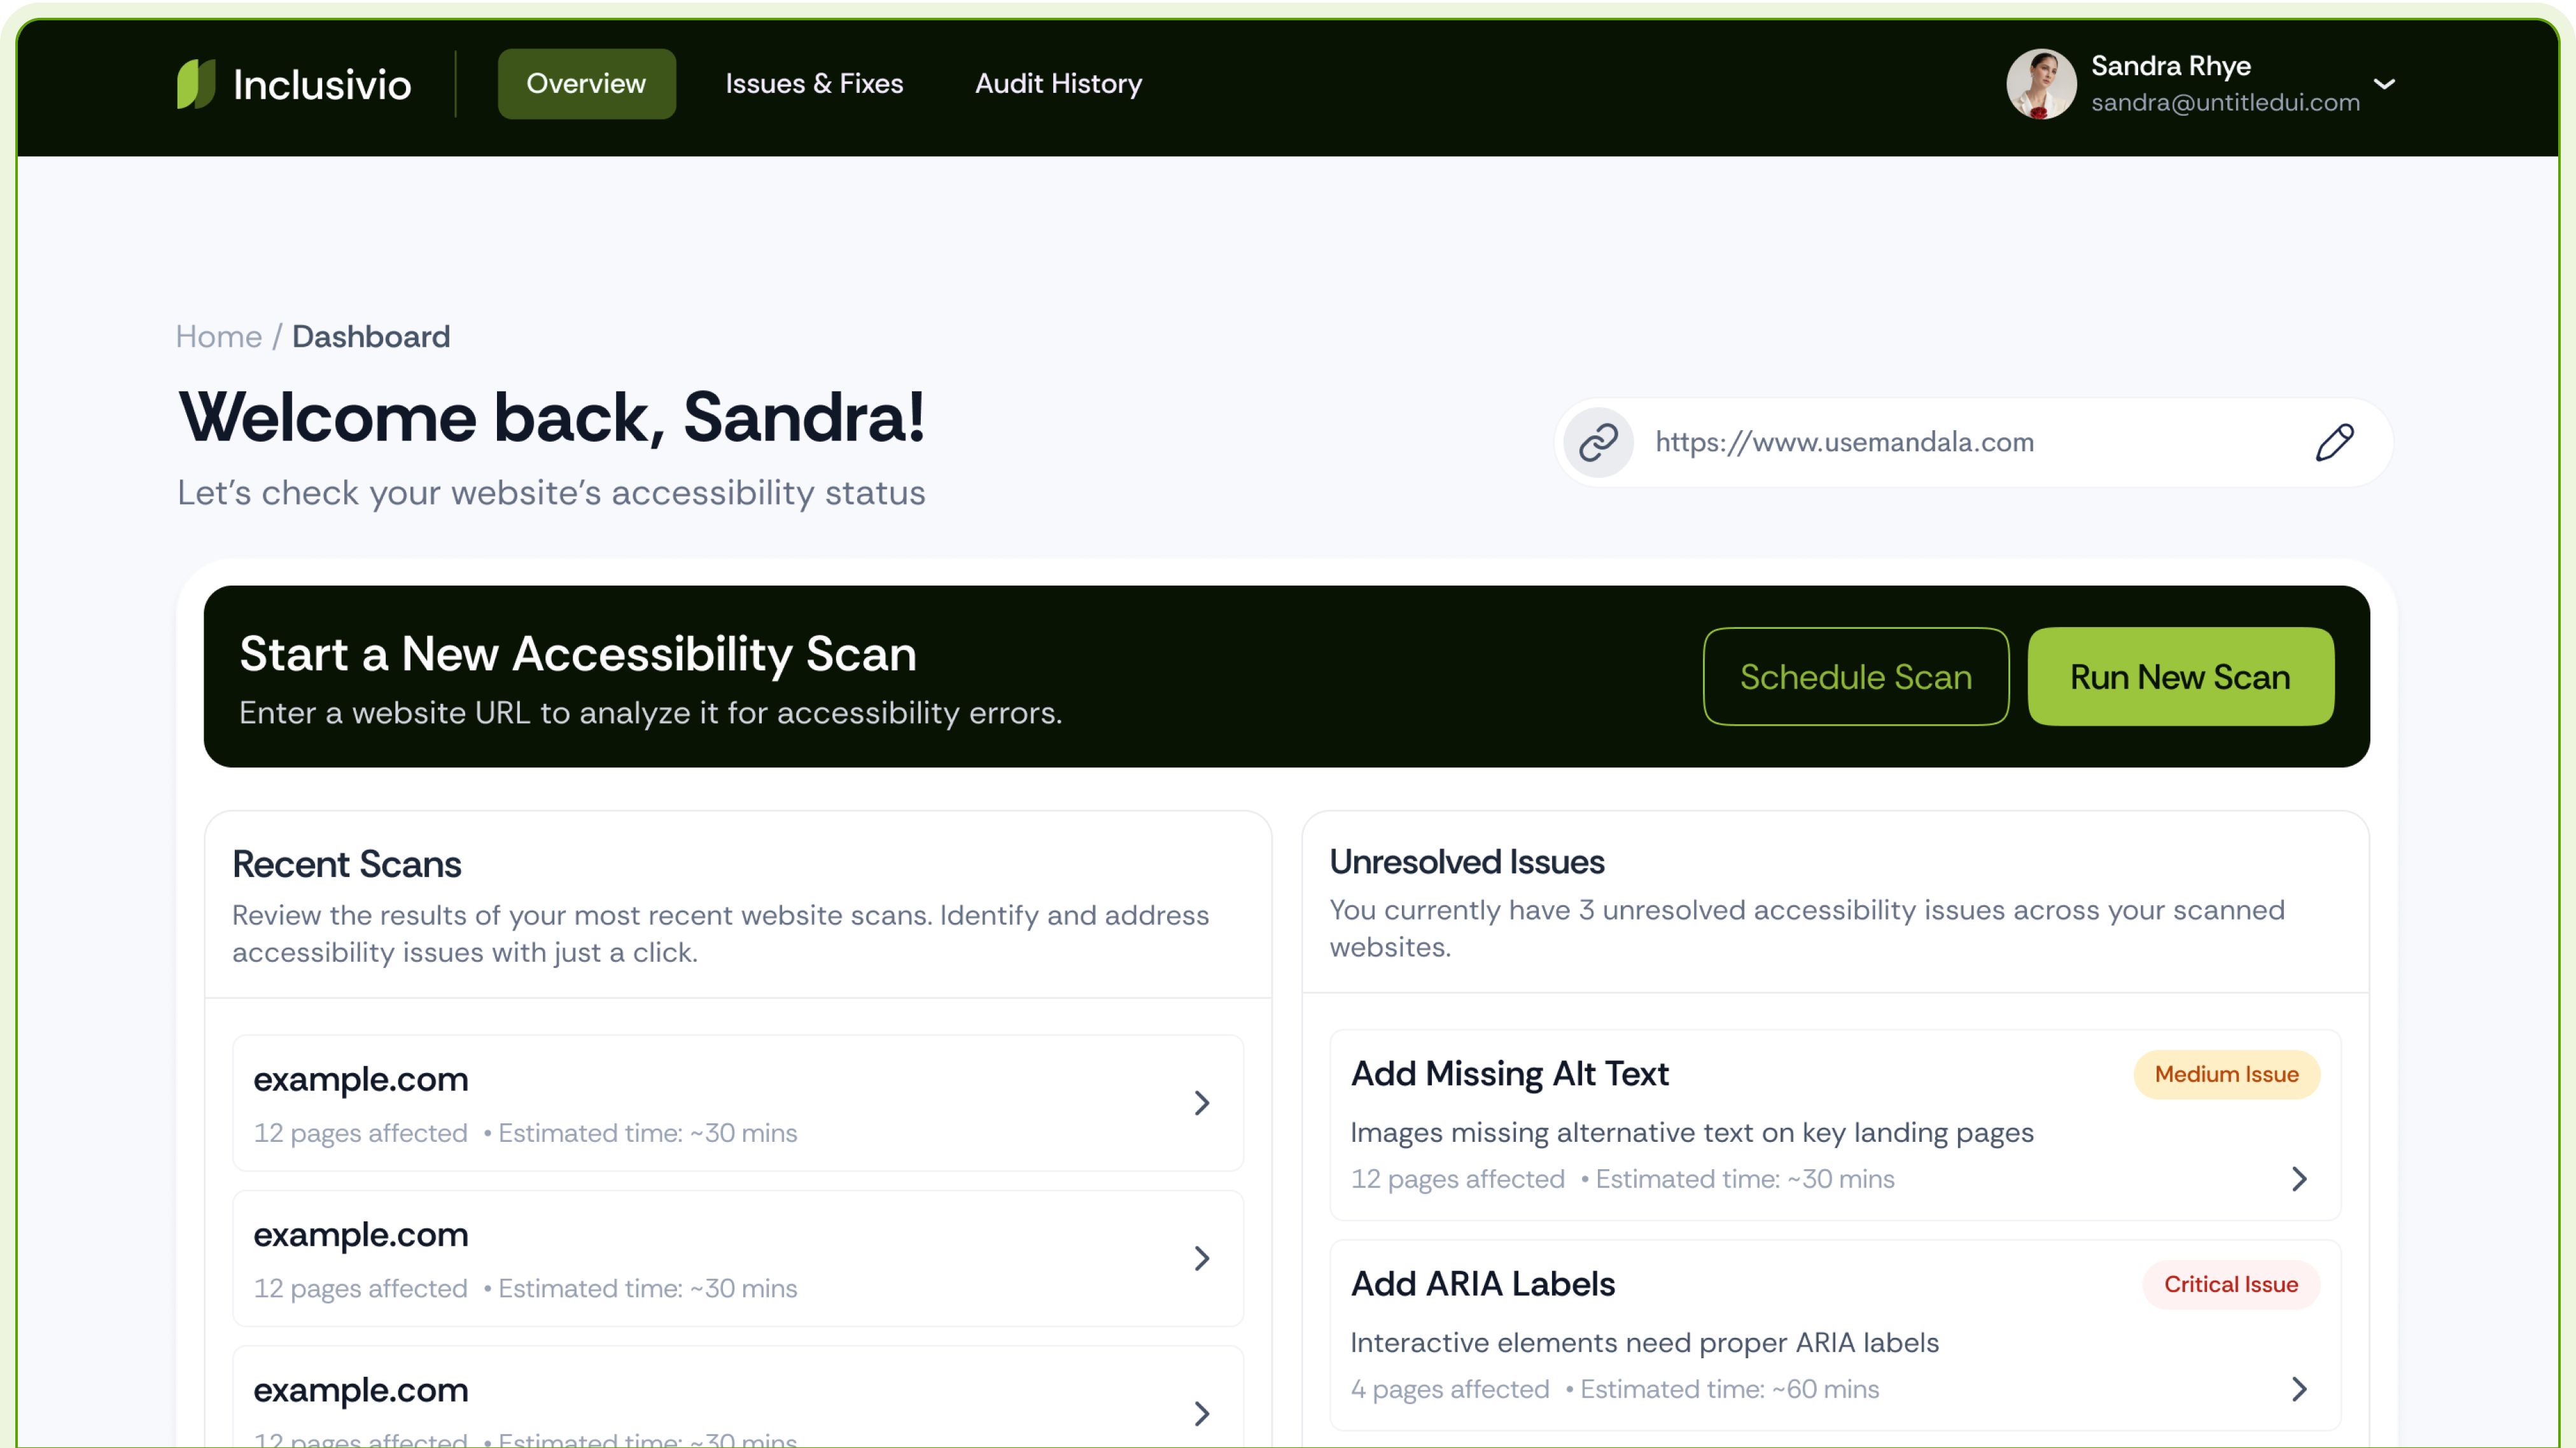 Inclusivio
Overview
Issues & Fixes
Audit History
Sandra Rhye
sandra@untitledui.com
Home / Dashboard
Welcome back, Sandra!
Let’s check your website’s accessibility status
https://www.usemandala.com
Start a New Accessibility Scan
Enter a website URL to analyze it for accessibility errors.
Schedule Scan
Run New Scan
Recent Scans
Review the results of your most recent website scans. Identify and address
accessibility issues with just a click.
example.com
12 pages affected • Estimated time: ~30 mins
example.com
12 pages affected • Estimated time: ~30 mins
example.com
12 pages affected • Estimated time: ~30 mins
Unresolved Issues
You currently have 3 unresolved accessibility issues across your scanned
websites.
Add Missing Alt Text
Medium Issue
Images missing alternative text on key landing pages
12 pages affected • Estimated time: ~30 mins
Add ARIA Labels
Critical Issue
Interactive elements need proper ARIA labels
4 pages affected • Estimated time: ~60 mins